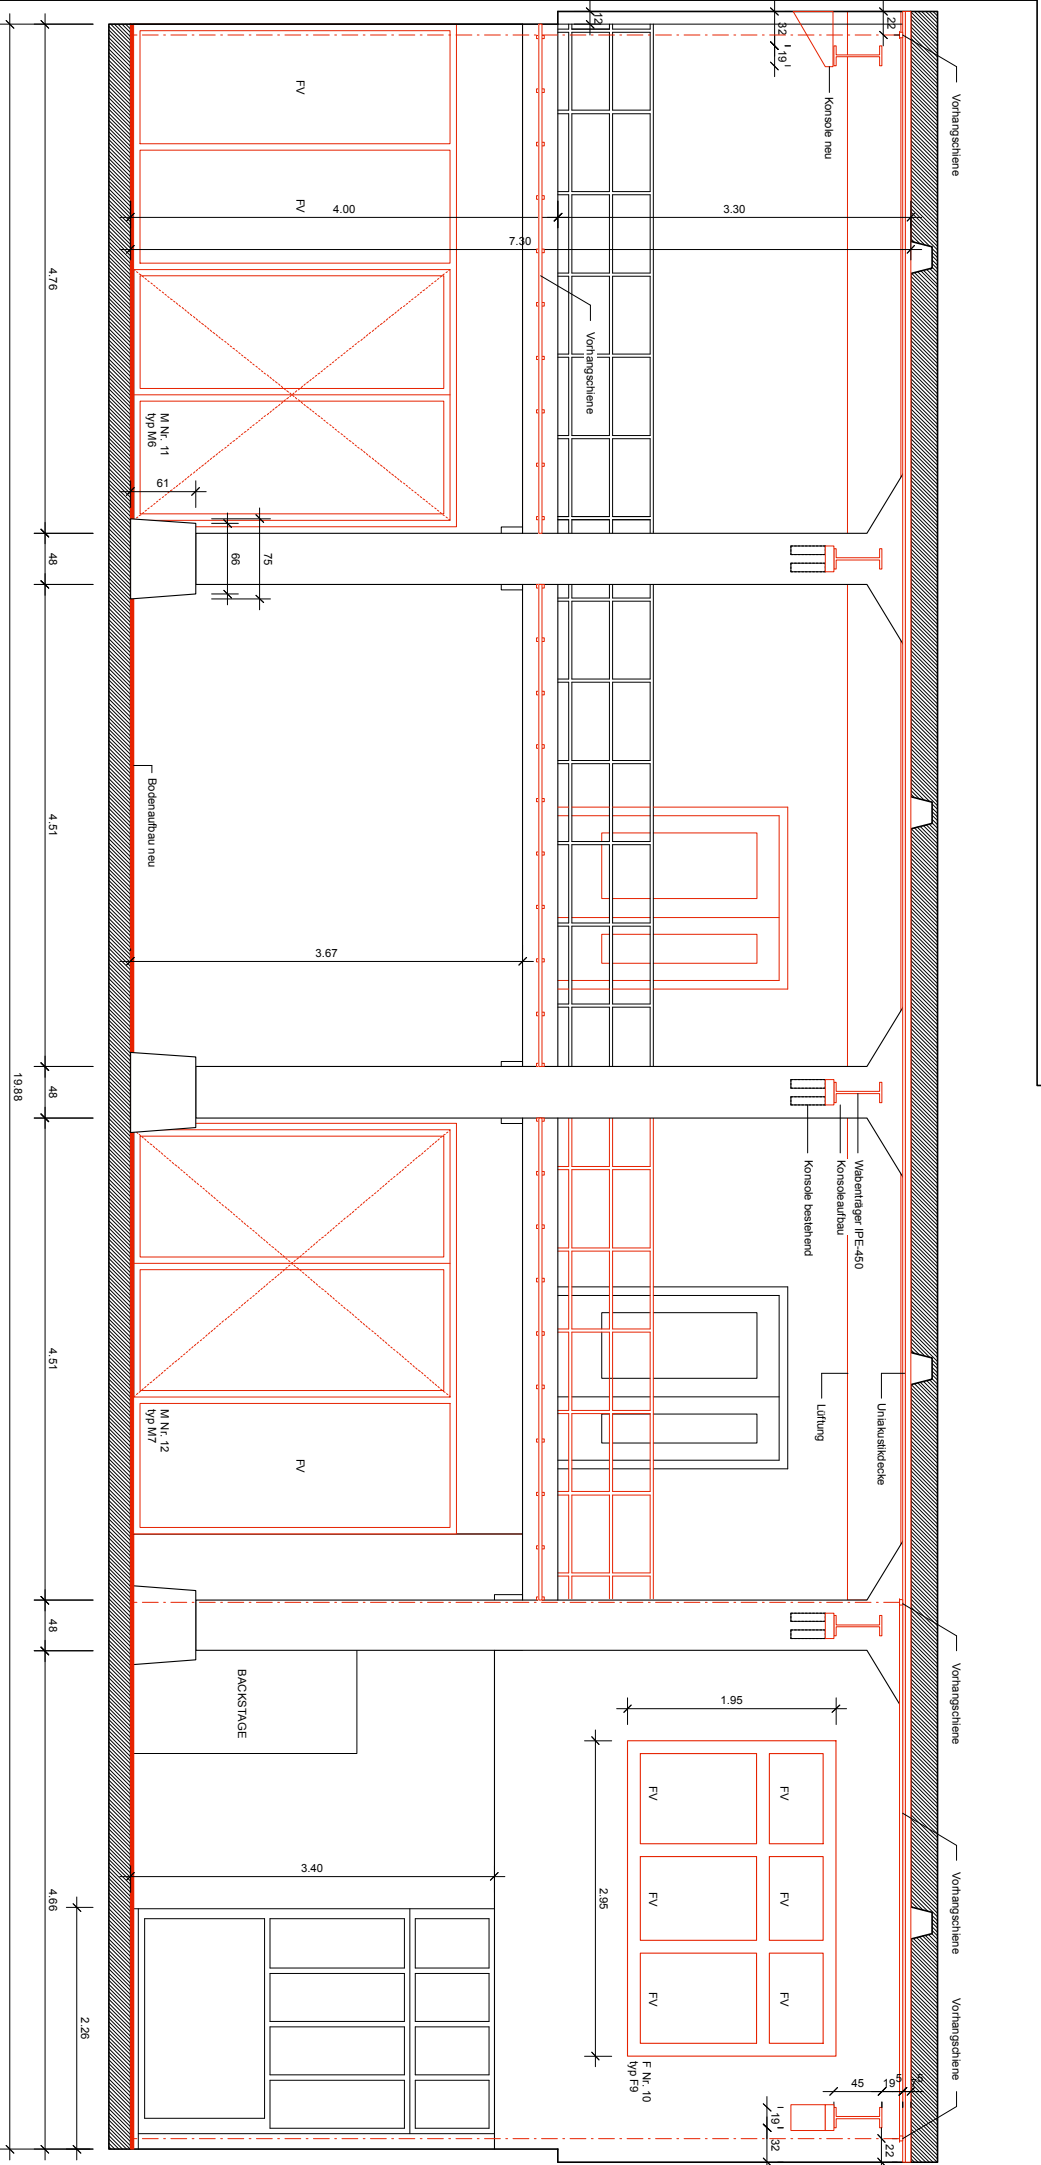 Vorhangschiene
Vorhangschiene
Vorhangschiene
Vorhangschiene
22
12
32
19
Konsole neu
FV
FV
4.00
3.30
7.30
Vorhangschiene
M Nr. 11
typ M6
61
66
75
Bodenaufbau neu
3.67
Wabenträger IPE-450
Konsoleaufbau
Konsole bestehend
Uniakustikdecke
Lüftung
M Nr. 12
typ M7
FV
BACKSTAGE
1.95
2.95
FV
FV
FV
FV
FV
FV
F Nr. 10
typ F9
3.40
45
19⁵
19
32
22
2.26
4.76
48
4.51
48
4.51
48
4.66
19.88